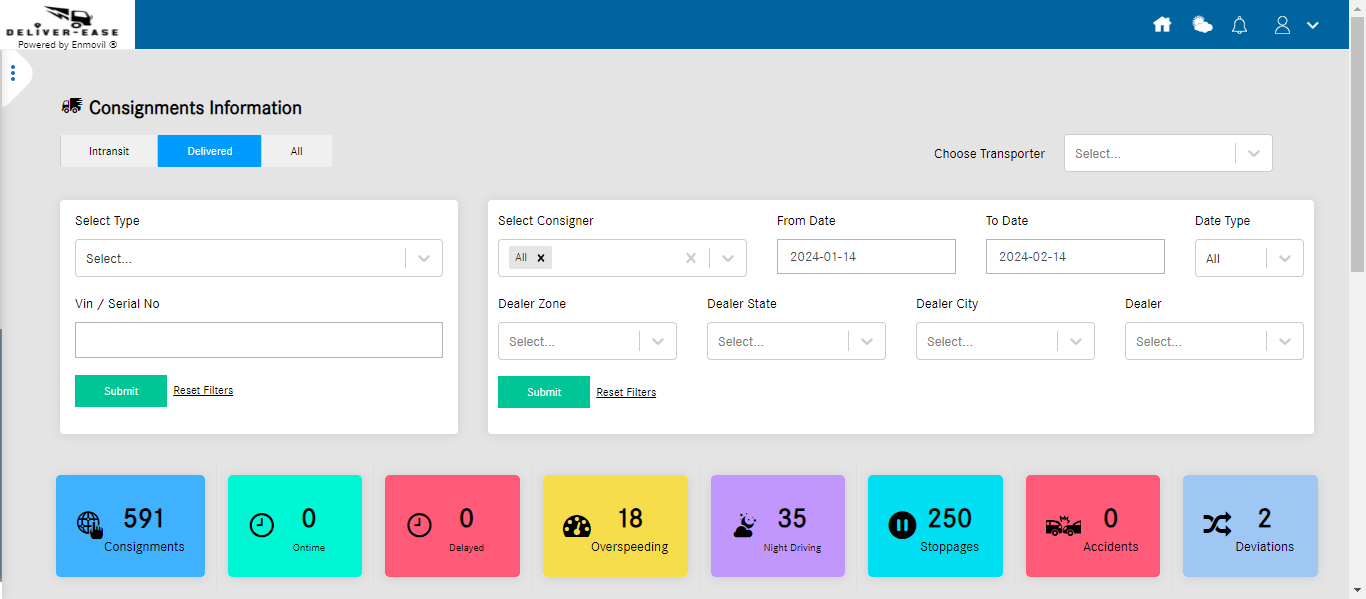 DELIVER-EASE
Powered by Enmovil ®
Consignments Information
Intransit Delivered All
Choose Transporter Select...
Select Type
Select...
Vin / Serial No
Submit Reset Filters
Select Consigner From Date To Date Date Type
All 2024-01-14 2024-02-14 All
Dealer Zone Dealer State Dealer City Dealer
Select... Select... Select... Select...
Submit Reset Filters
591 0 0 18 35 250 0 2
Consignments Ontime Delayed Overspeeding Night Driving Stoppages Accidents Deviations